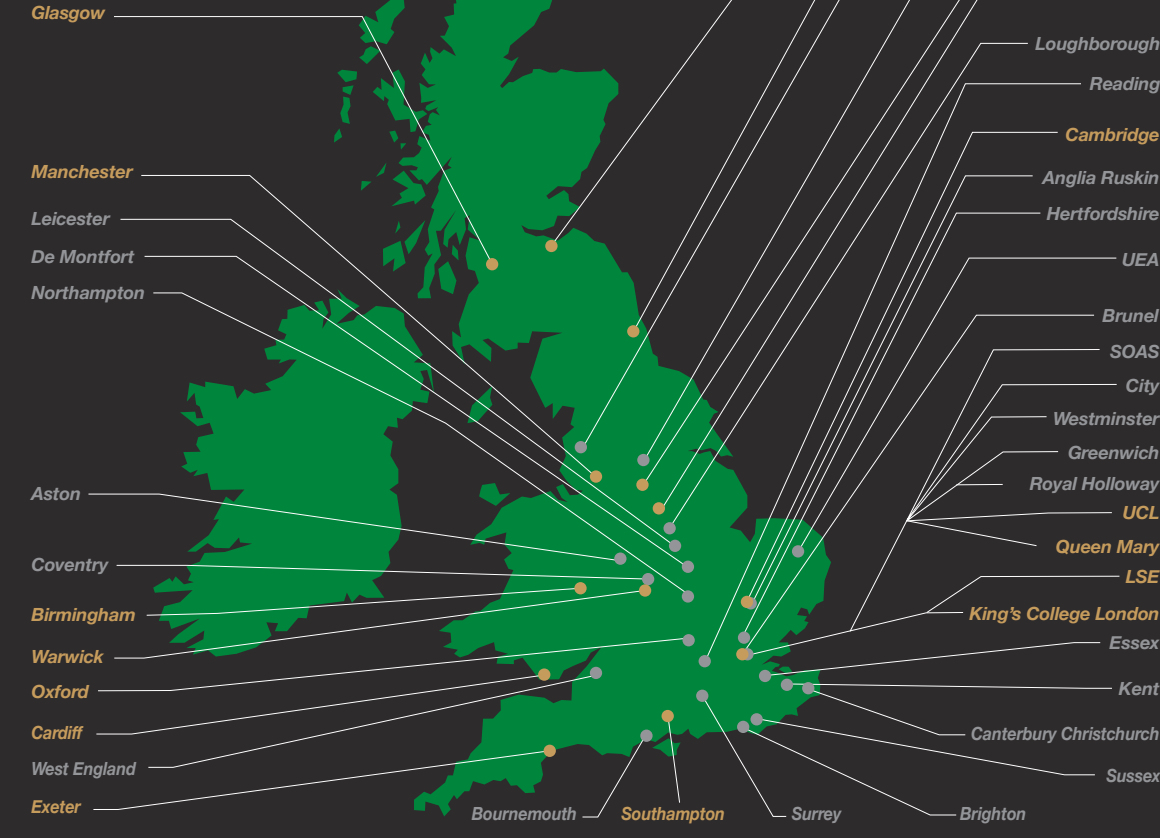 Glasgow
Manchester
Leicester
De Montfort
Northampton
Aston
Coventry
Birmingham
Warwick
Oxford
Cardiff
West England
Exeter
Bournemouth
Southampton
Surrey
Brighton
Loughborough
Reading
Cambridge
Anglia Ruskin
Hertfordshire
UEA
Brunel
SOAS
City
Westminster
Greenwich
Royal Holloway
UCL
Queen Mary
LSE
King's College London
Essex
Kent
Canterbury Christchurch
Sussex